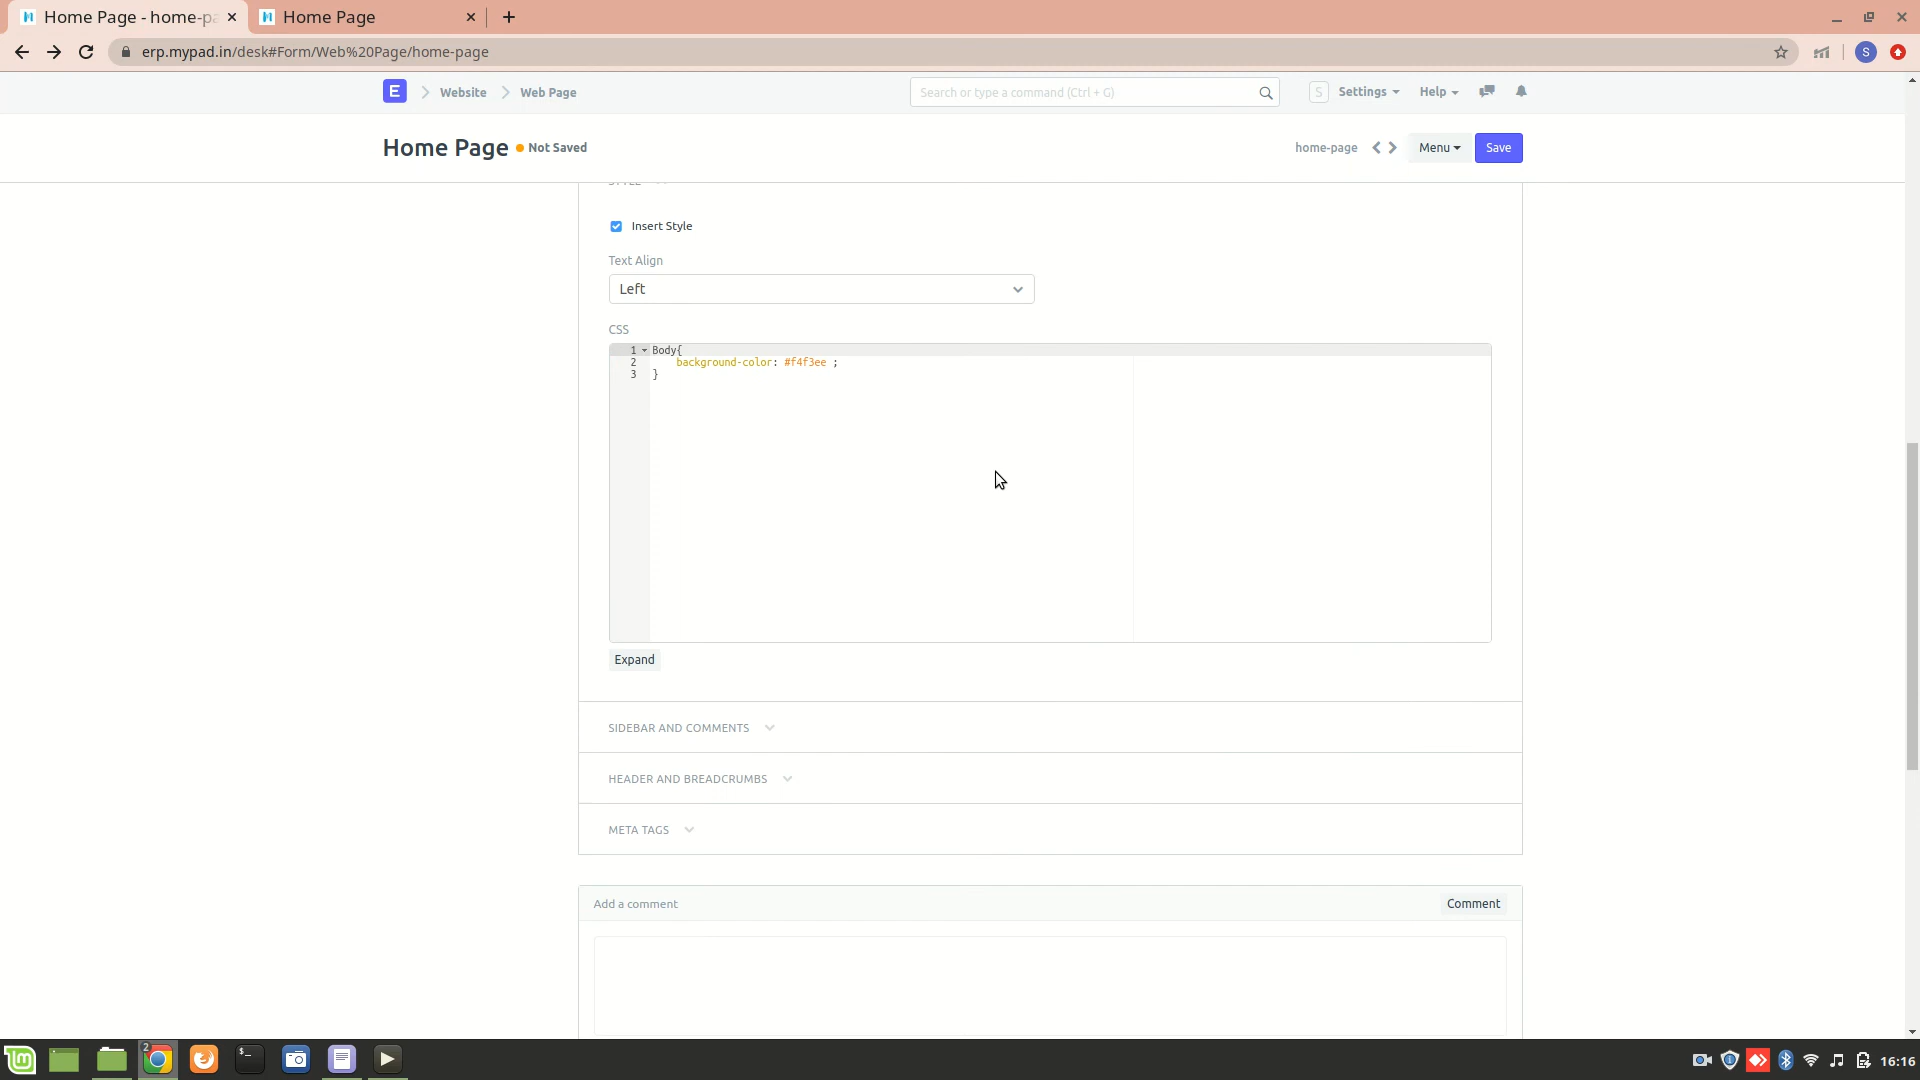 Home Page - home-pa
Home Page
erp.mypad.in/desk#Form/Web%20Page/home-page
S
E
Website
Web Page
Search or type a command (Ctrl + G)
S
Settings
Help
Home Page
Not Saved
home-page
Menu
Save
STYLE
Insert Style
Text Align
Left
CSS
1 Body{
2 background-color: #f4f3ee ;
3 }
Expand
SIDEBAR AND COMMENTS
HEADER AND BREADCRUMBS
META TAGS
Add a comment
Comment
2
16:16